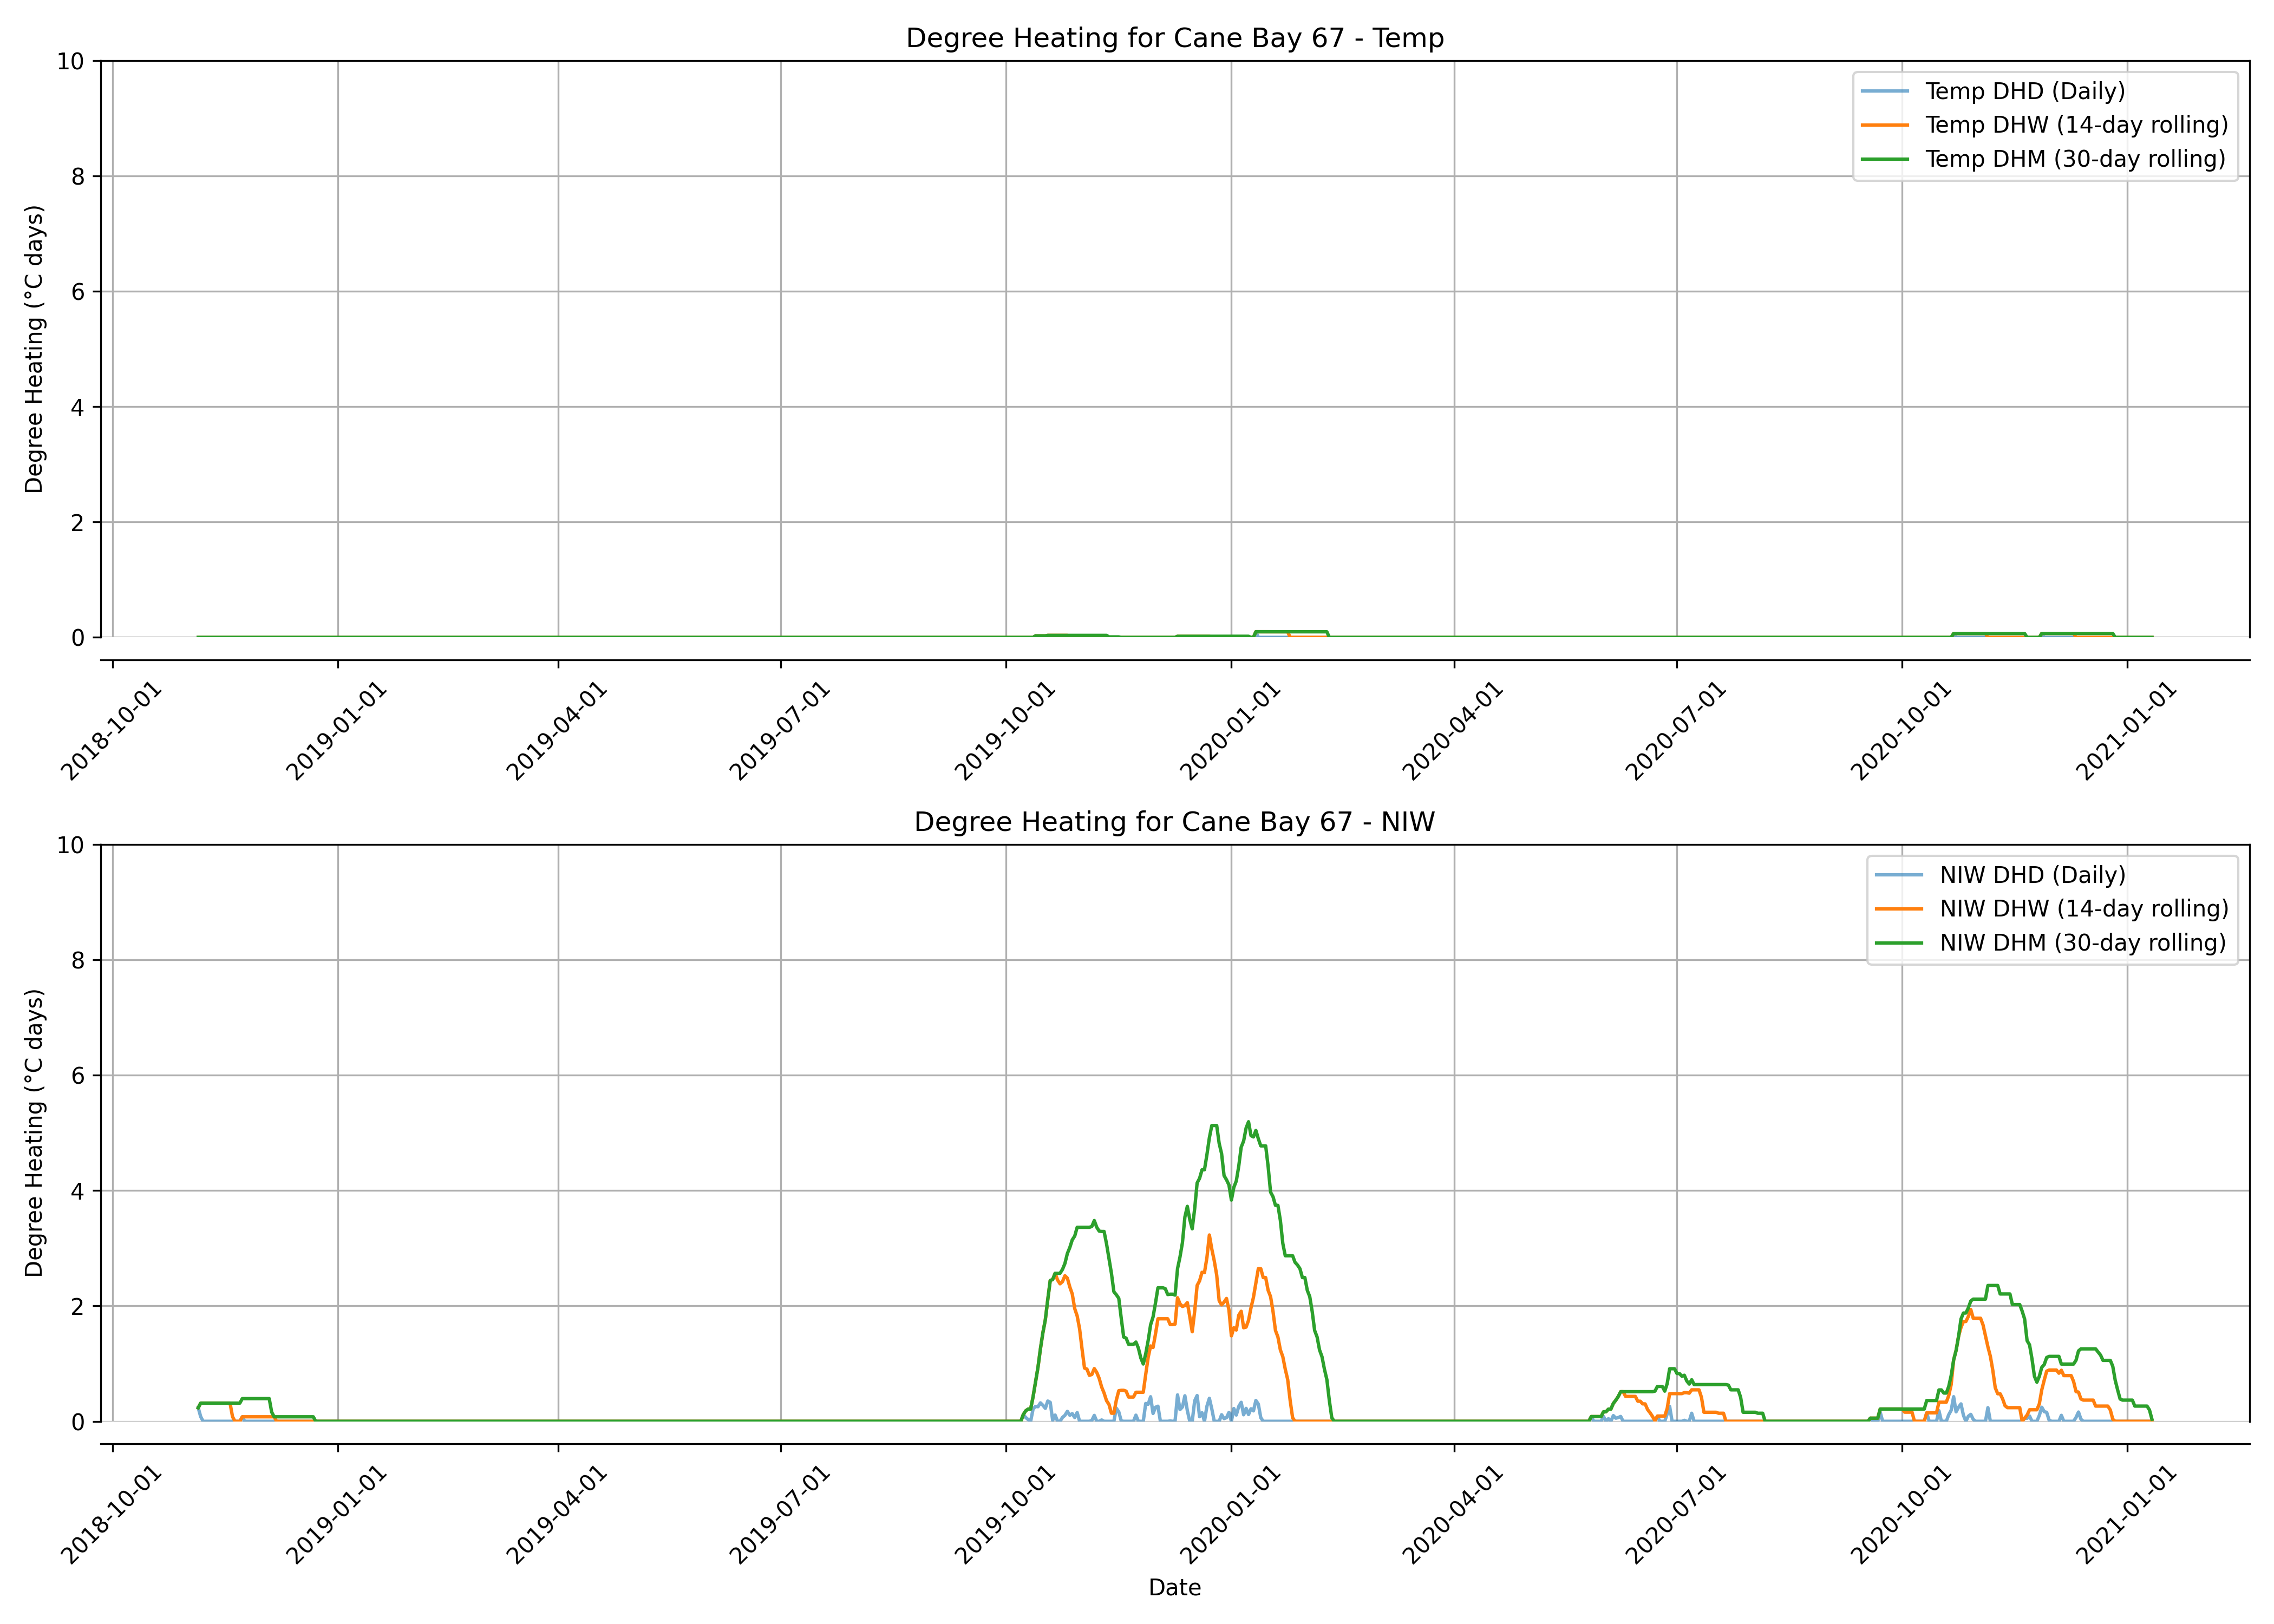 Degree Heating for Cane Bay 67 - Temp
10
8
6
4
2
0
Degree Heating (°C days)
Temp DHD (Daily)
Temp DHW (14-day rolling)
Temp DHM (30-day rolling)
2018-10-01
2019-01-01
2019-04-01
2019-07-01
2019-10-01
2020-01-01
2020-04-01
2020-07-01
2020-10-01
2021-01-01
Degree Heating for Cane Bay 67 - NIW
10
8
6
4
2
0
Degree Heating (°C days)
NIW DHD (Daily)
NIW DHW (14-day rolling)
NIW DHM (30-day rolling)
2018-10-01
2019-01-01
2019-04-01
2019-07-01
2019-10-01
2020-01-01
2020-04-01
2020-07-01
2020-10-01
2021-01-01
Date